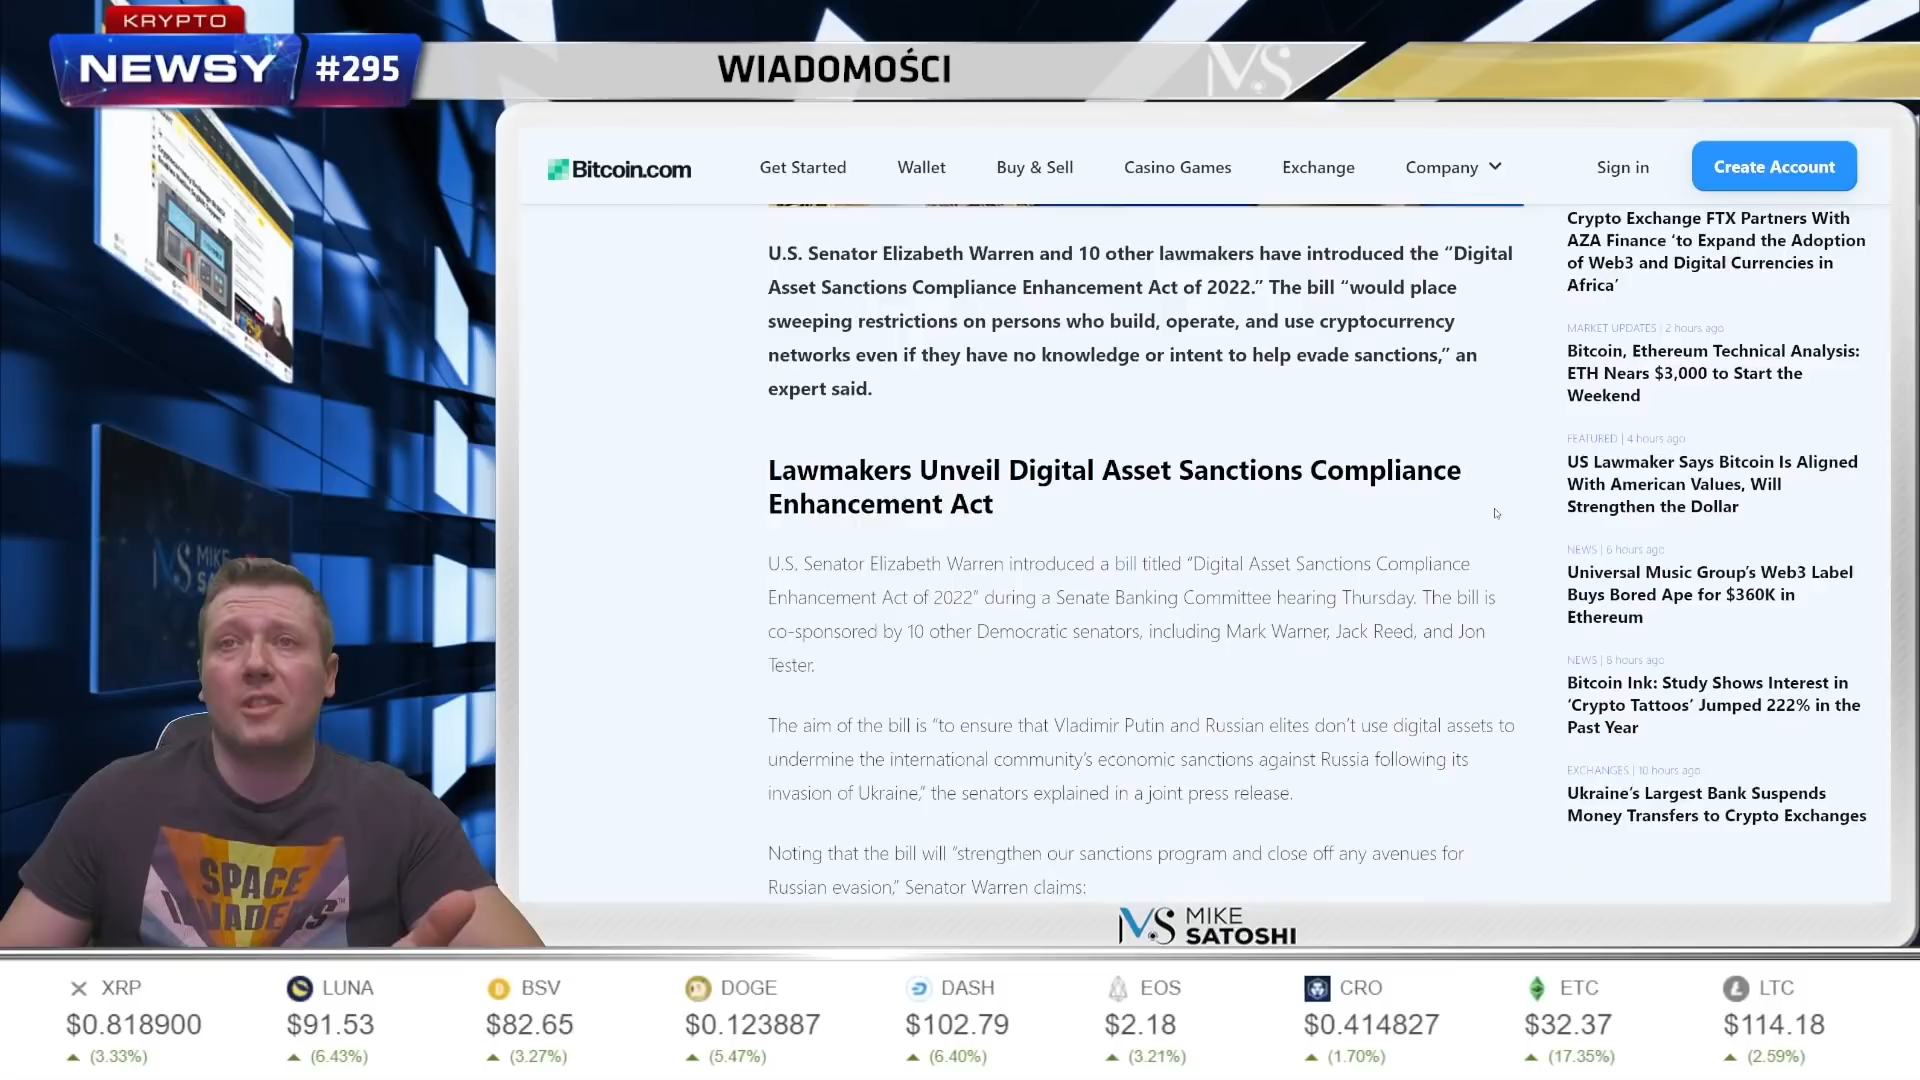 KRYPTO
NEWSY #295
WIADOMOŚCI
MS
Bitcoin.com
Get Started
Wallet
Buy & Sell
Casino Games
Exchange
Company
Sign in
Create Account
U.S. Senator Elizabeth Warren and 10 other lawmakers have introduced the “Digital
Asset Sanctions Compliance Enhancement Act of 2022.” The bill “would place
sweeping restrictions on persons who build, operate, and use cryptocurrency
networks even if they have no knowledge or intent to help evade sanctions,” an
expert said.
Lawmakers Unveil Digital Asset Sanctions Compliance
Enhancement Act
U.S. Senator Elizabeth Warren introduced a bill titled “Digital Asset Sanctions Compliance
Enhancement Act of 2022” during a Senate Banking Committee hearing Thursday. The bill is
co-sponsored by 10 other Democratic senators, including Mark Warner, Jack Reed, and Jon
Tester.
The aim of the bill is “to ensure that Vladimir Putin and Russian elites don’t use digital assets to
undermine the international community’s economic sanctions against Russia following its
invasion of Ukraine,” the senators explained in a joint press release.
Noting that the bill will “strengthen our sanctions program and close off any avenues for
Russian evasion,” Senator Warren claims:
Crypto Exchange FTX Partners With
AZA Finance ‘to Expand the Adoption
of Web3 and Digital Currencies in
Africa’
MARKET UPDATES | 2 hours ago
Bitcoin, Ethereum Technical Analysis:
ETH Nears $3,000 to Start the
Weekend
FEATURED | 4 hours ago
US Lawmaker Says Bitcoin Is Aligned
With American Values, Will
Strengthen the Dollar
NEWS | 6 hours ago
Universal Music Group’s Web3 Label
Buys Bored Ape for $360K in
Ethereum
NEWS | 8 hours ago
Bitcoin Ink: Study Shows Interest in
‘Crypto Tattoos’ Jumped 222% in the
Past Year
EXCHANGES | 10 hours ago
Ukraine’s Largest Bank Suspends
Money Transfers to Crypto Exchanges
MS MIKE
SPACE
INVADERS™
MS MIKE
SATOSHI
XRP
$0.818900
(3.33%)
LUNA
$91.53
(6.43%)
BSV
$82.65
(3.27%)
DOGE
$0.123887
(5.47%)
DASH
$102.79
(6.40%)
EOS
$2.18
(3.21%)
CRO
$0.414827
(1.70%)
ETC
$32.37
(17.35%)
LTC
$114.18
(2.59%)